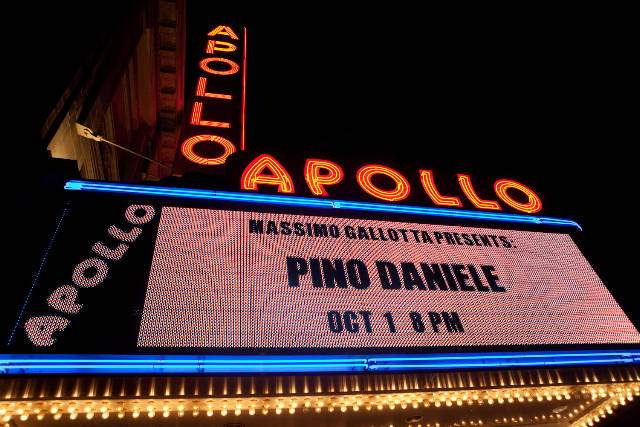 APOLLO
APOLLO
APOLLO
MASSIMO GALLOTTA PRESENTS:
PINO DANIELE
OCT 1 8 PM